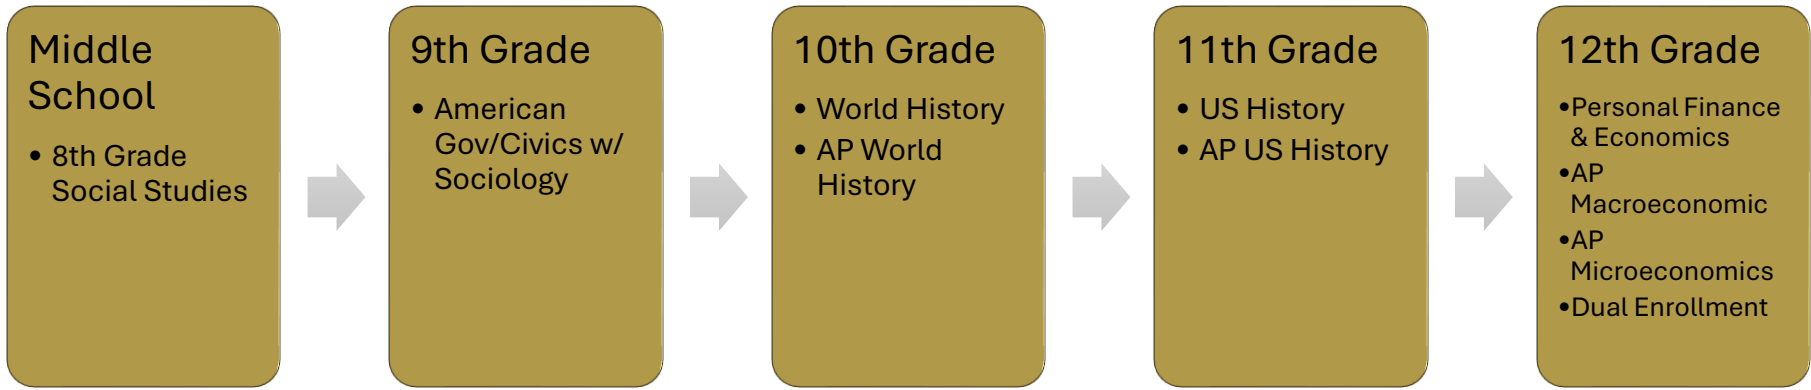 Middle
School
• 8th Grade
Social Studies
9th Grade
• American
Gov/Civics w/
Sociology
10th Grade
• World History
• AP World
History
11th Grade
• US History
• AP US History
12th Grade
•Personal Finance
& Economics
•AP
Macroeconomic
•AP
Microeconomics
•Dual Enrollment